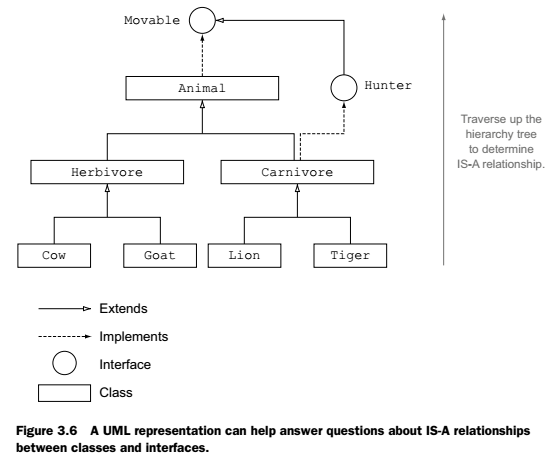 Movable
Animal
Hunter
Traverse up the
hierarchy tree
to determine
IS-A relationship.
Herbivore
Carnivore
Cow
Goat
Lion
Tiger
Extends
Implements
Interface
Class
Figure 3.6 A UML representation can help answer questions about IS-A relationships
between classes and interfaces.